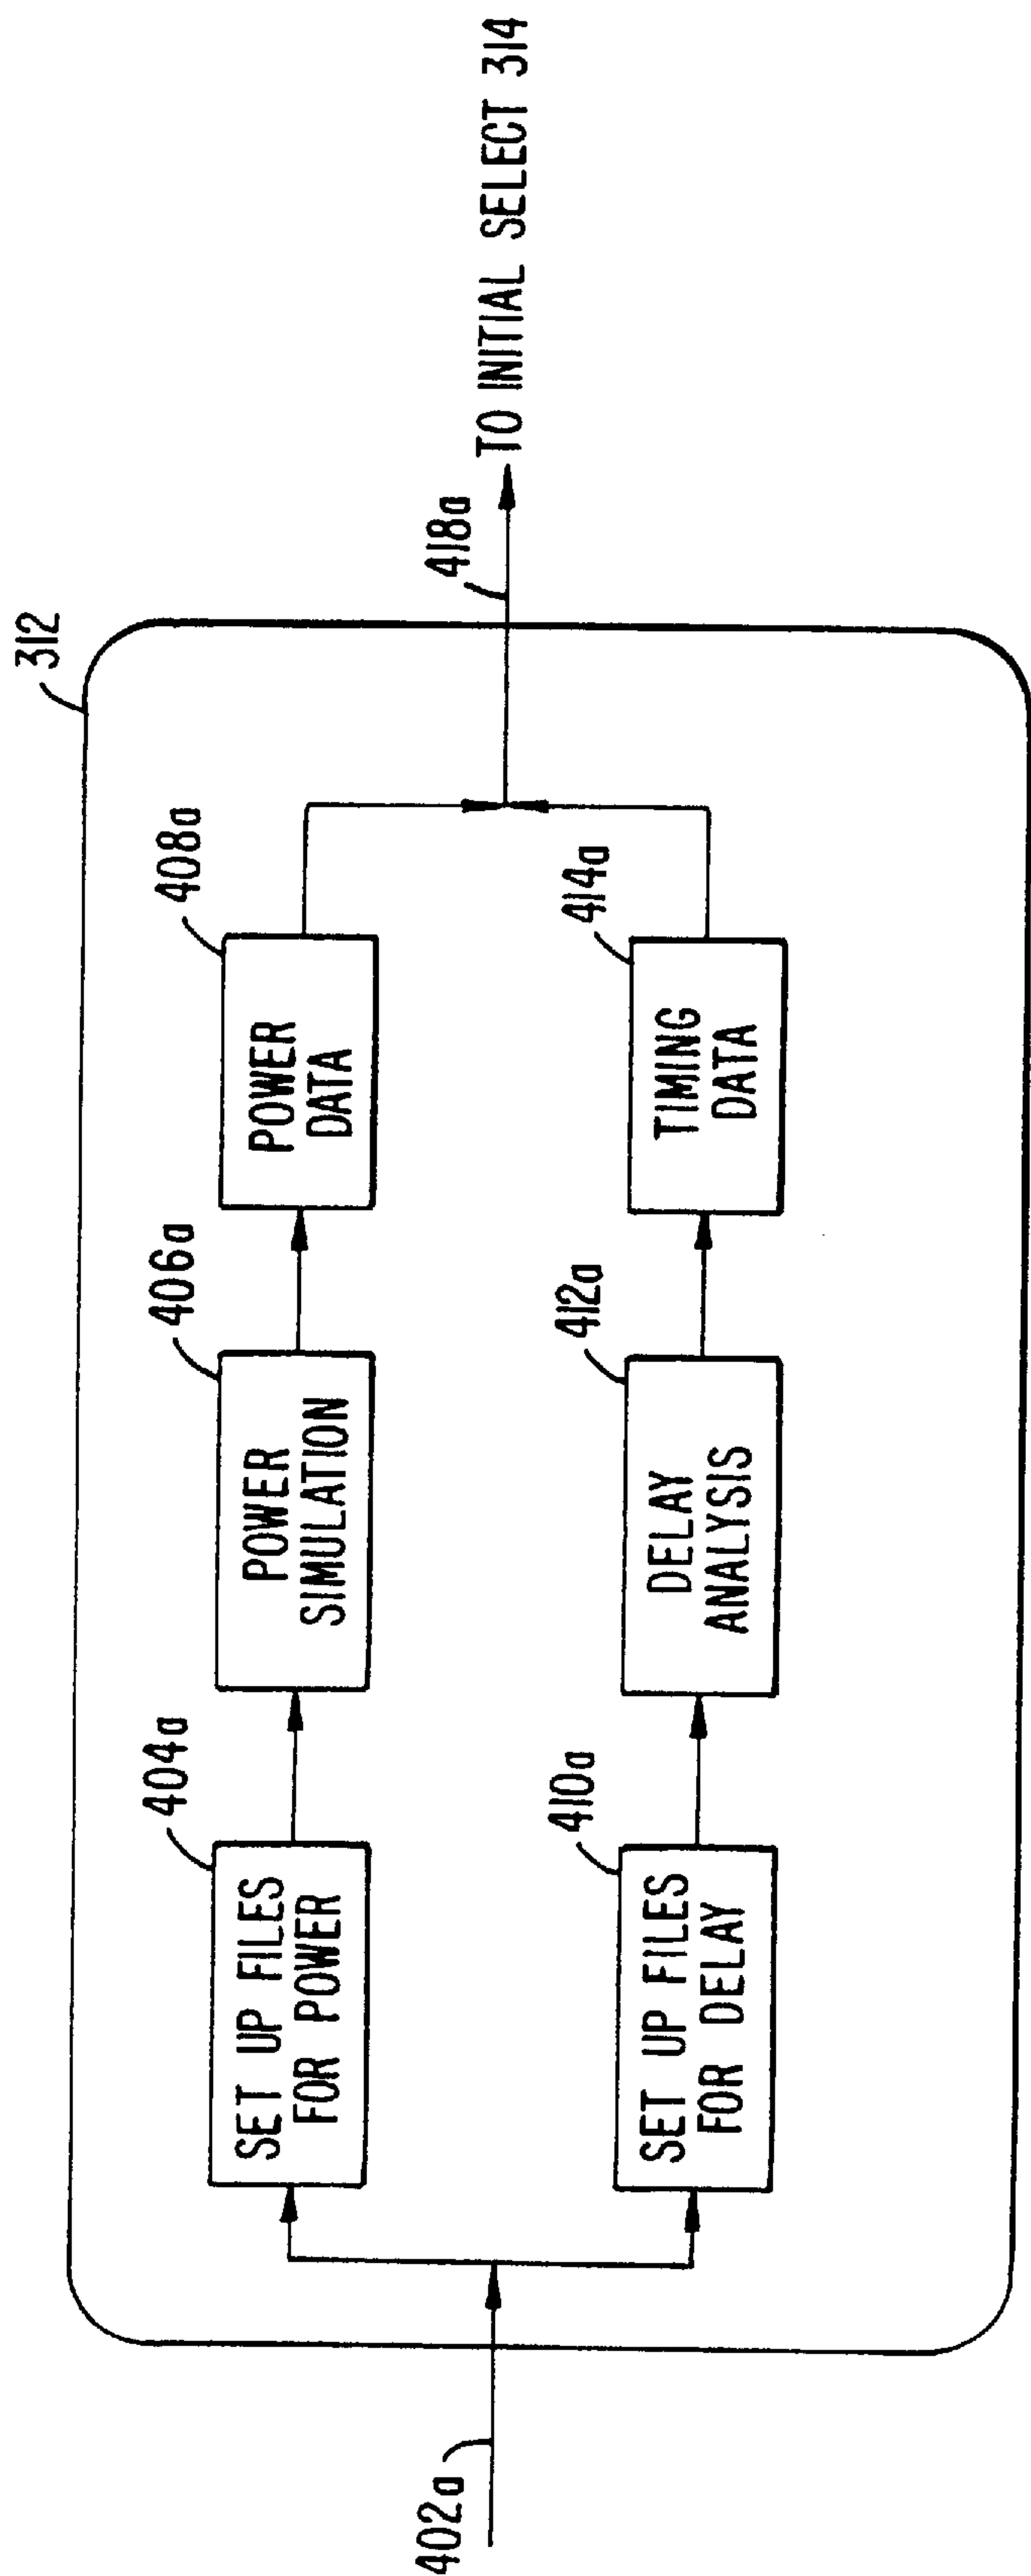 312
402a
404a
SET UP FILES
FOR POWER
406a
POWER
SIMULATION
408a
POWER
DATA
410a
SET UP FILES
FOR DELAY
412a
DELAY
ANALYSIS
414a
TIMING
DATA
418a
TO INITIAL SELECT 314